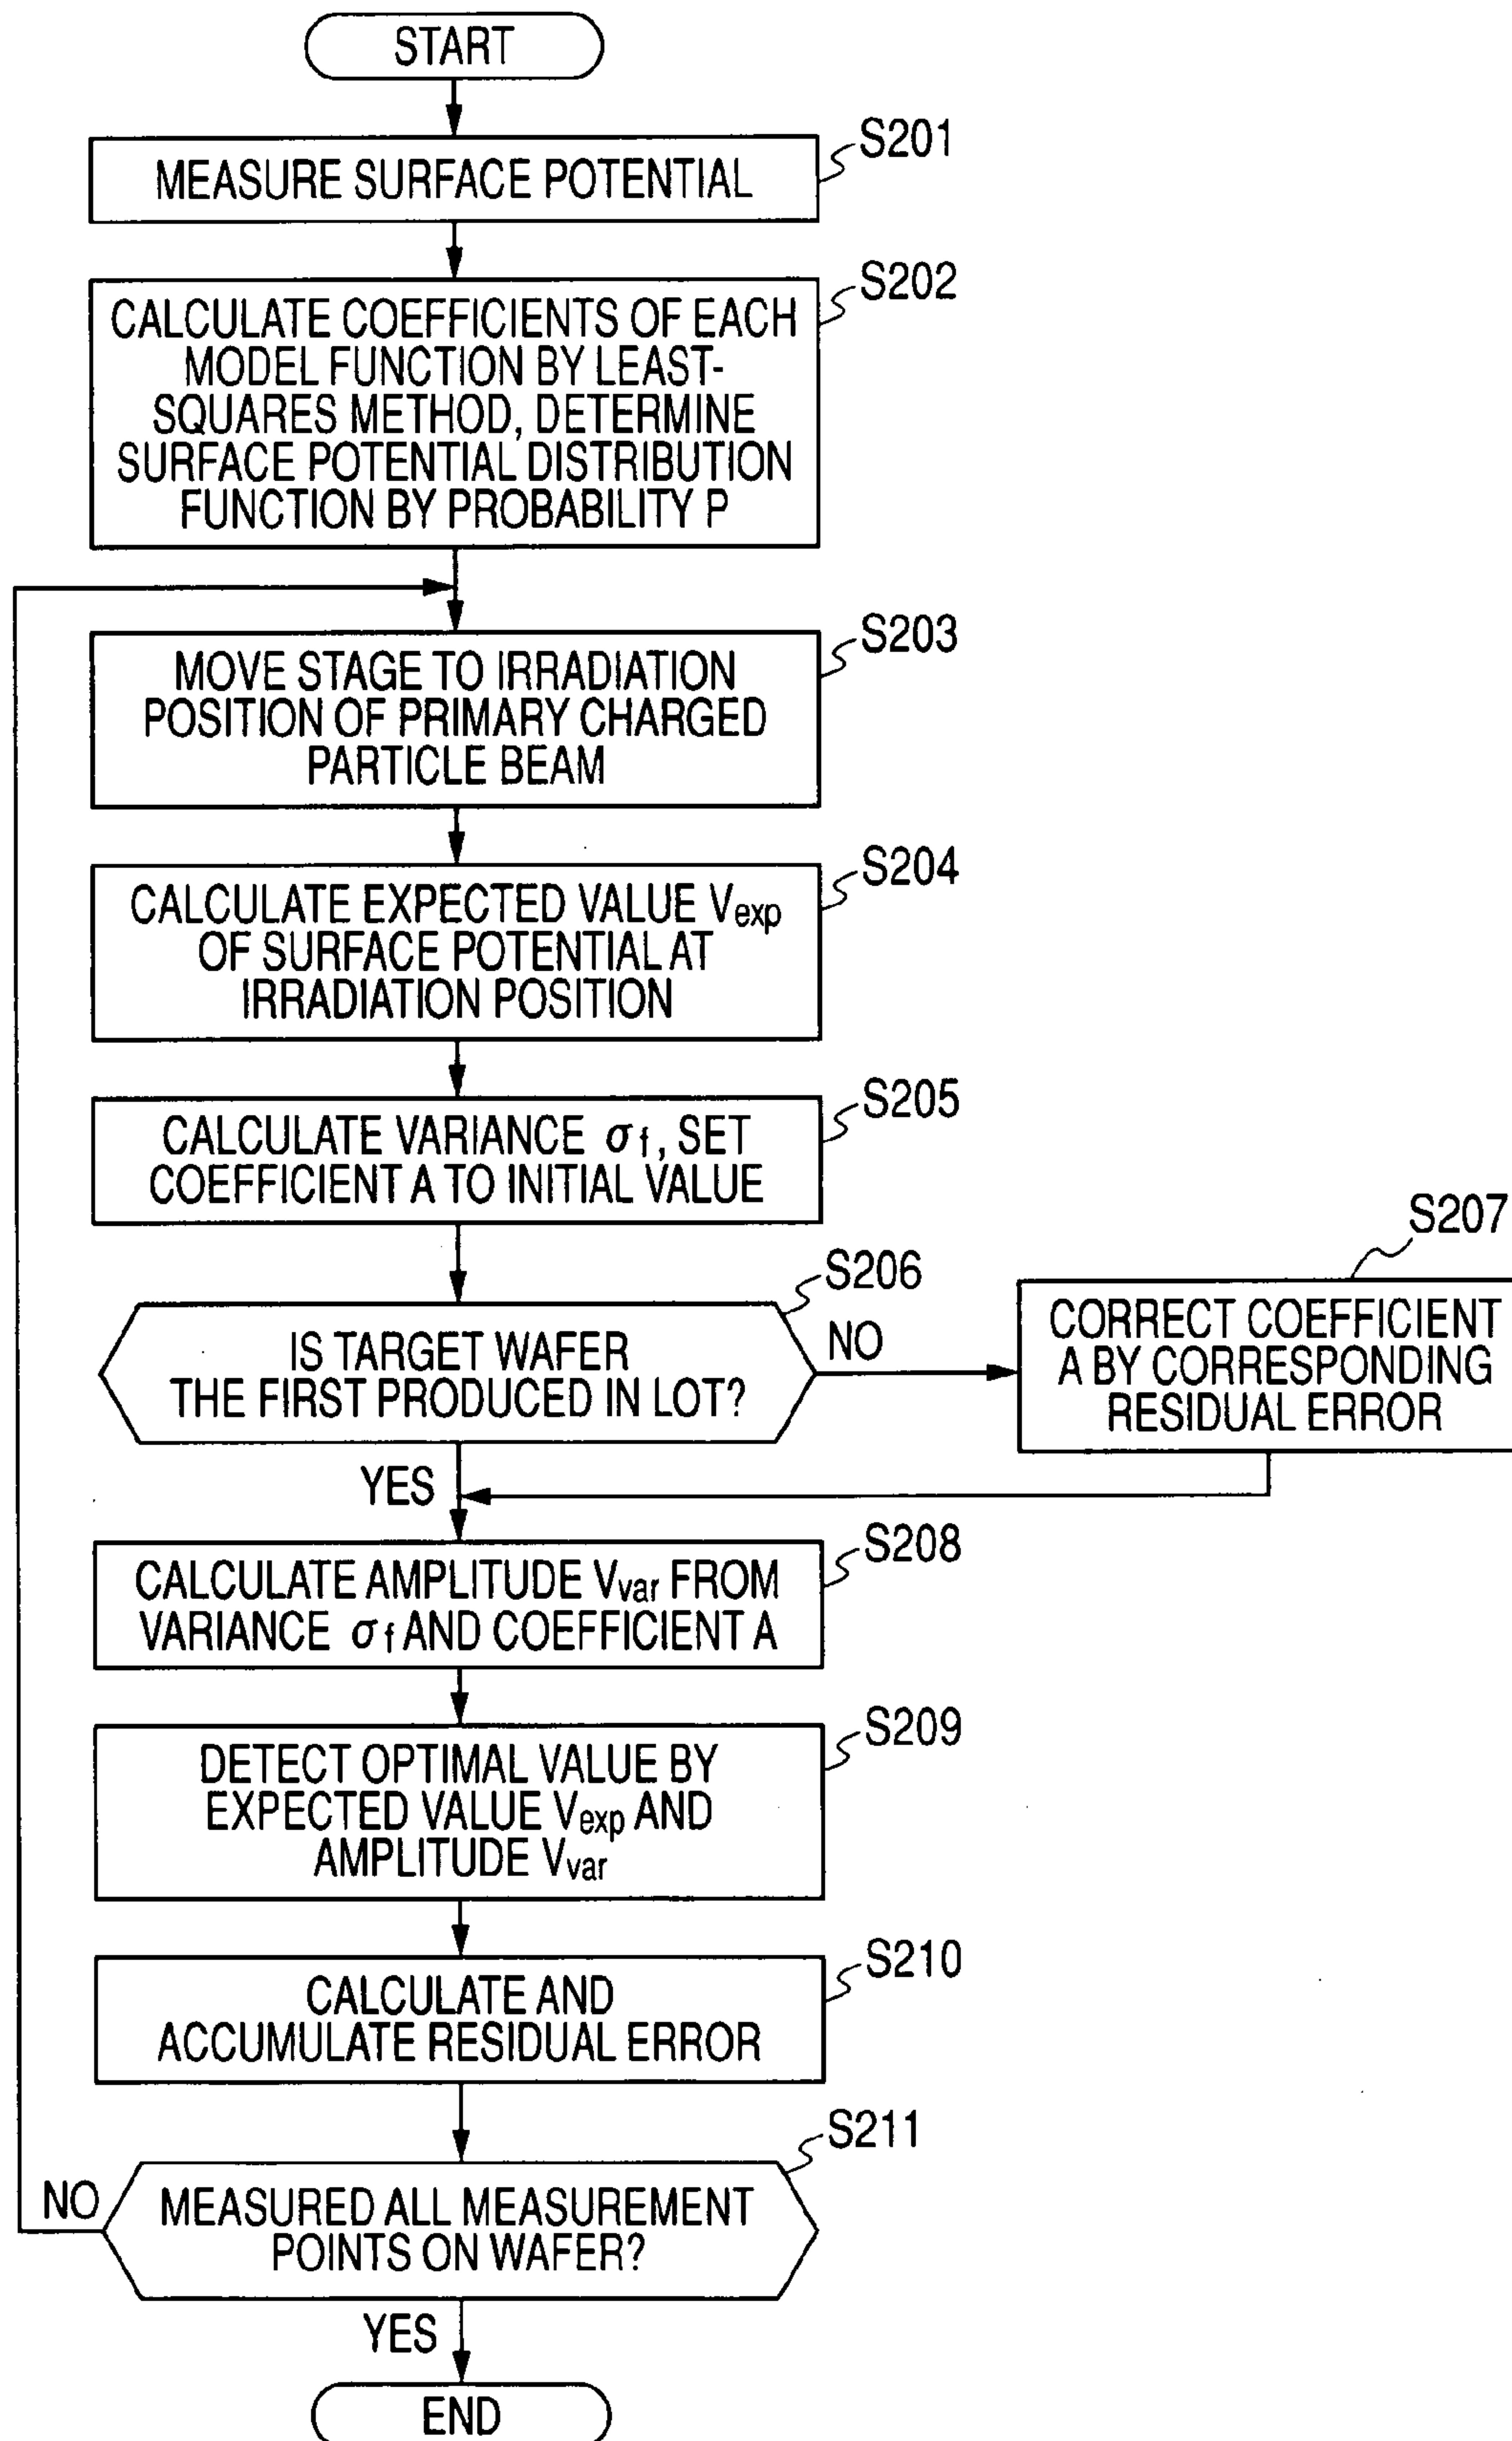 START
S201
MEASURE SURFACE POTENTIAL
S202
CALCULATE COEFFICIENTS OF EACH
MODEL FUNCTION BY LEAST-
SQUARES METHOD, DETERMINE
SURFACE POTENTIAL DISTRIBUTION
FUNCTION BY PROBABILITY P
S203
MOVE STAGE TO IRRADIATION
POSITION OF PRIMARY CHARGED
PARTICLE BEAM
S204
CALCULATE EXPECTED VALUE Vexp
OF SURFACE POTENTIAL AT
IRRADIATION POSITION
S205
CALCULATE VARIANCE σf, SET
COEFFICIENT A TO INITIAL VALUE
S206
IS TARGET WAFER
THE FIRST PRODUCED IN LOT?
NO
S207
CORRECT COEFFICIENT
A BY CORRESPONDING
RESIDUAL ERROR
YES
S208
CALCULATE AMPLITUDE Vvar FROM
VARIANCE σf AND COEFFICIENT A
S209
DETECT OPTIMAL VALUE BY
EXPECTED VALUE Vexp AND
AMPLITUDE Vvar
S210
CALCULATE AND
ACCUMULATE RESIDUAL ERROR
S211
NO
MEASURED ALL MEASUREMENT
POINTS ON WAFER?
YES
END